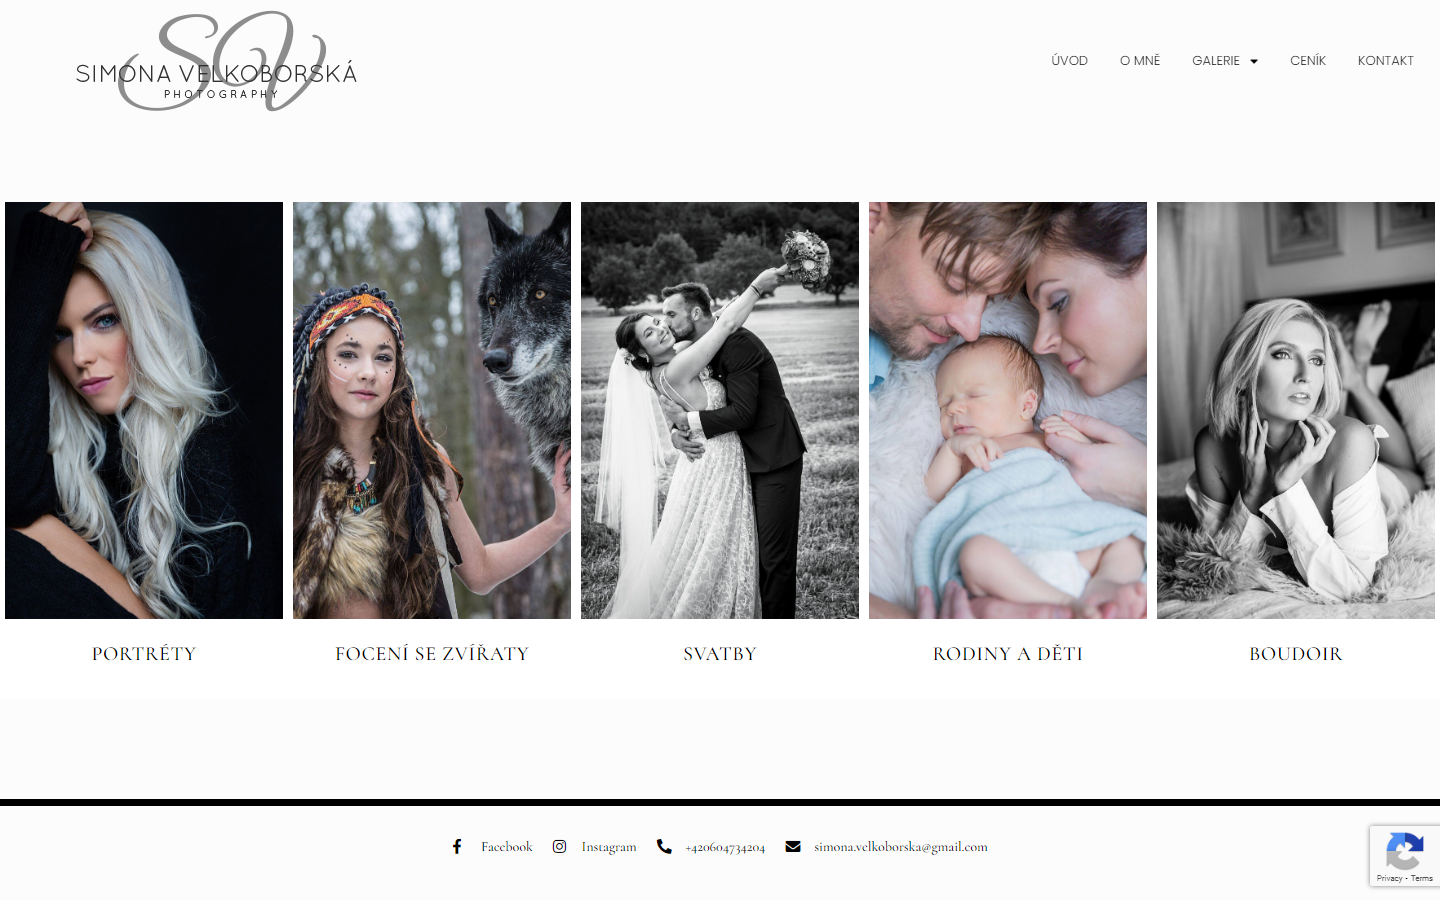 SIMONA VELKOBORSKÁ
PHOTOGRAPHY
ÚVOD
O MNĚ
GALERIE
CENÍK
KONTAKT
PORTRÉTY
FOCENÍ SE ZVÍŘATY
SVATBY
RODINY A DĚTI
BOUDOIR
Facebook
Instagram
+420604734204
simona.velkoborska@gmail.com
Privacy - Terms